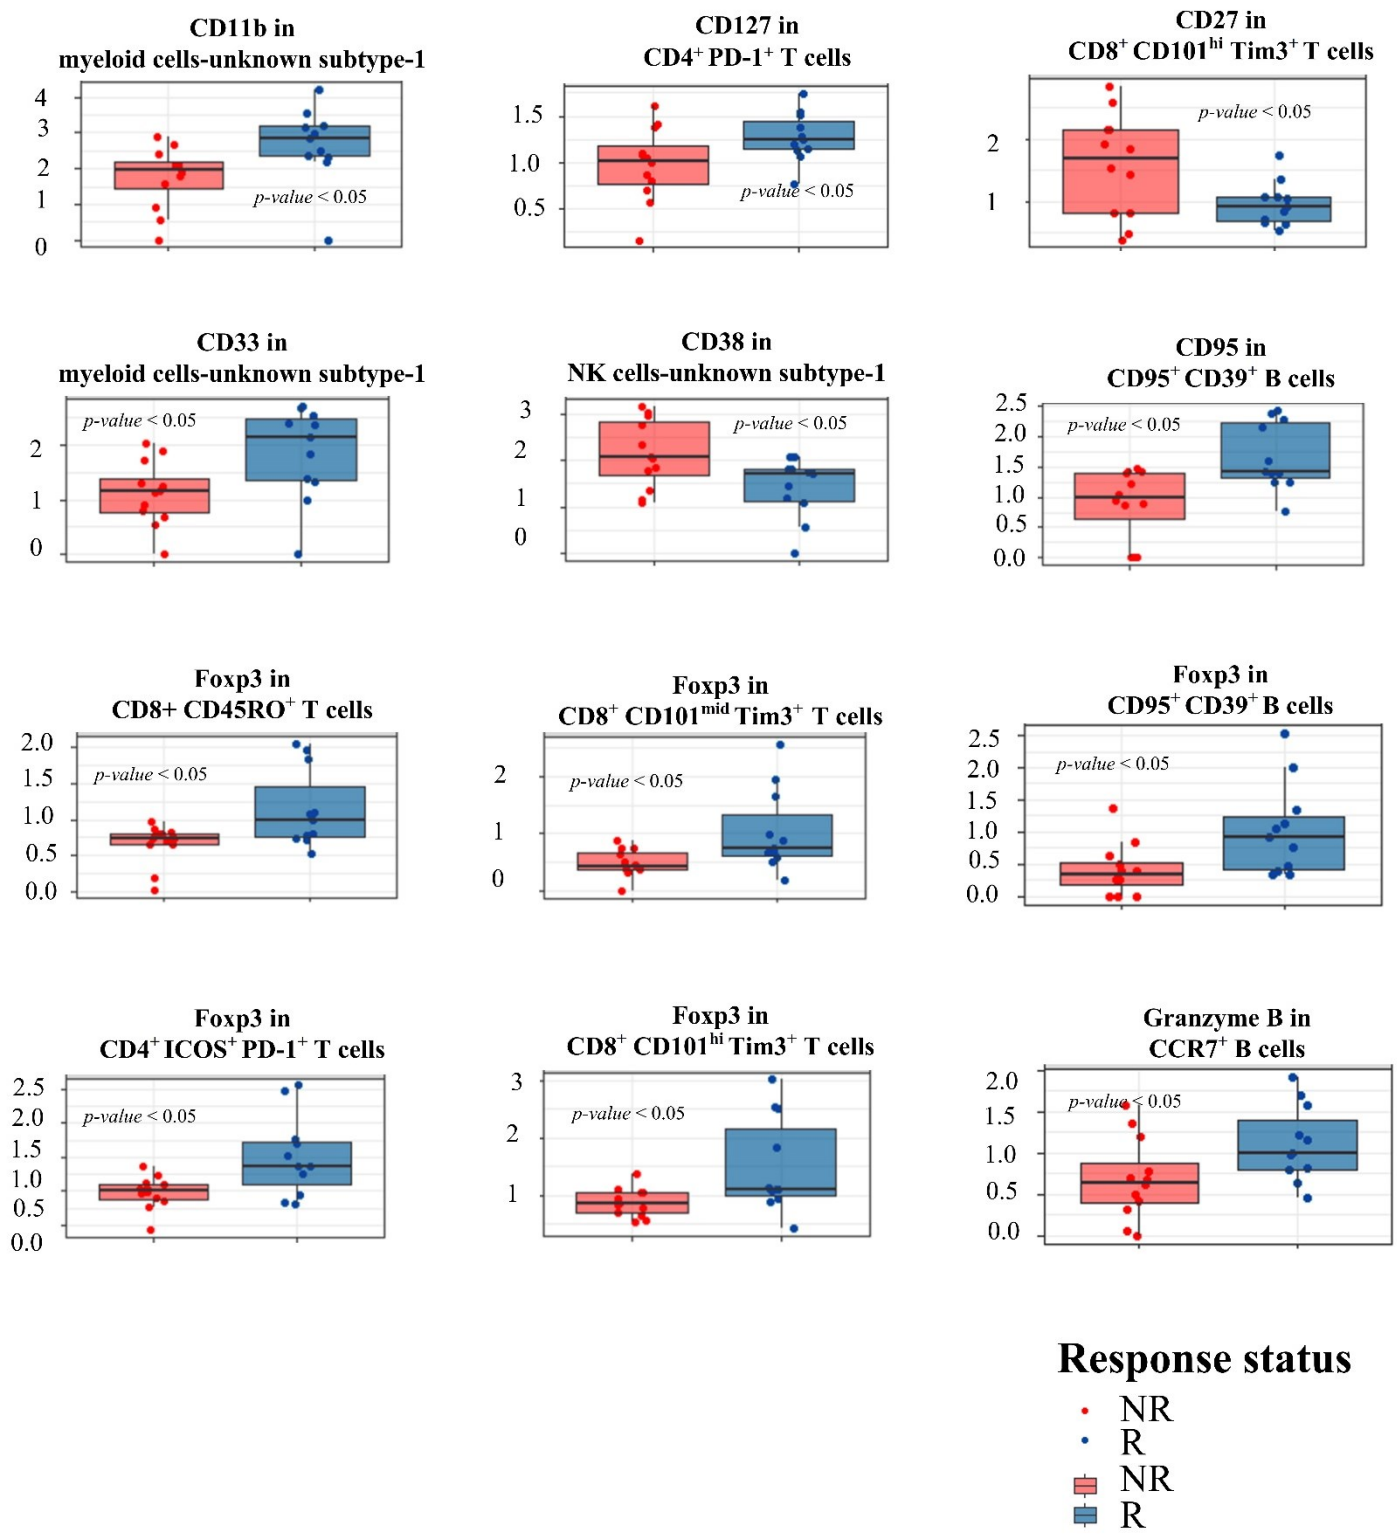 CD11b in
myeloid cells-unknown subtype-1
4
3
2
1
0
p-value < 0.05
CD127 in
CD4⁺ PD-1⁺ T cells
1.5
1.0
0.5
p-value < 0.05
CD27 in
CD8⁺ CD101ʰⁱ Tim3⁺ T cells
2
1
p-value < 0.05
CD33 in
myeloid cells-unknown subtype-1
2
1
0
p-value < 0.05
CD38 in
NK cells-unknown subtype-1
3
2
1
0
p-value < 0.05
CD95 in
CD95⁺ CD39⁺ B cells
2.5
2.0
1.5
1.0
0.5
0.0
p-value < 0.05
Foxp3 in
CD8+ CD45RO⁺ T cells
2.0
1.5
1.0
0.5
0.0
p-value < 0.05
Foxp3 in
CD8⁺ CD101ᵐⁱᵈ Tim3⁺ T cells
2
1
0
p-value < 0.05
Foxp3 in
CD95⁺ CD39⁺ B cells
2.5
2.0
1.5
1.0
0.5
0.0
p-value < 0.05
Foxp3 in
CD4⁺ ICOS⁺ PD-1⁺ T cells
2.5
2.0
1.5
1.0
0.5
0.0
p-value < 0.05
Foxp3 in
CD8⁺ CD101ʰⁱ Tim3⁺ T cells
3
2
1
p-value < 0.05
Granzyme B in
CCR7⁺ B cells
2.0
1.5
1.0
0.5
0.0
p-value < 0.05
Response status
NR
R
NR
R